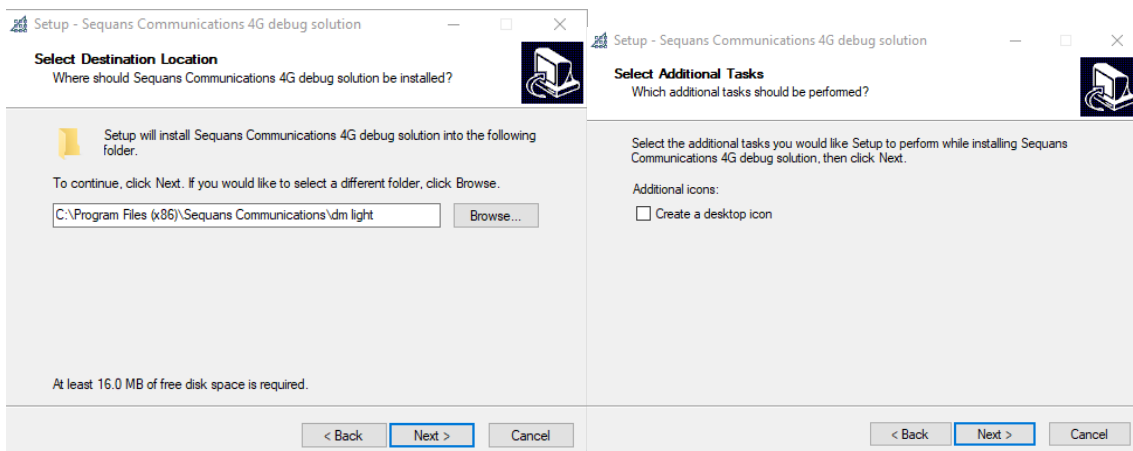 Setup - Sequans Communications 4G debug solution
Select Destination Location
Where should Sequans Communications 4G debug solution be installed?
Setup will install Sequans Communications 4G debug solution into the following
folder.
To continue, click Next. If you would like to select a different folder, click Browse.
C:\Program Files (x86)\Sequans Communications\dm light
Browse...
At least 16.0 MB of free disk space is required.
< Back
Next >
Cancel
Setup - Sequans Communications 4G debug solution
Select Additional Tasks
Which additional tasks should be performed?
Select the additional tasks you would like Setup to perform while installing Sequans
Communications 4G debug solution, then click Next.
Additional icons:
Create a desktop icon
< Back
Next >
Cancel